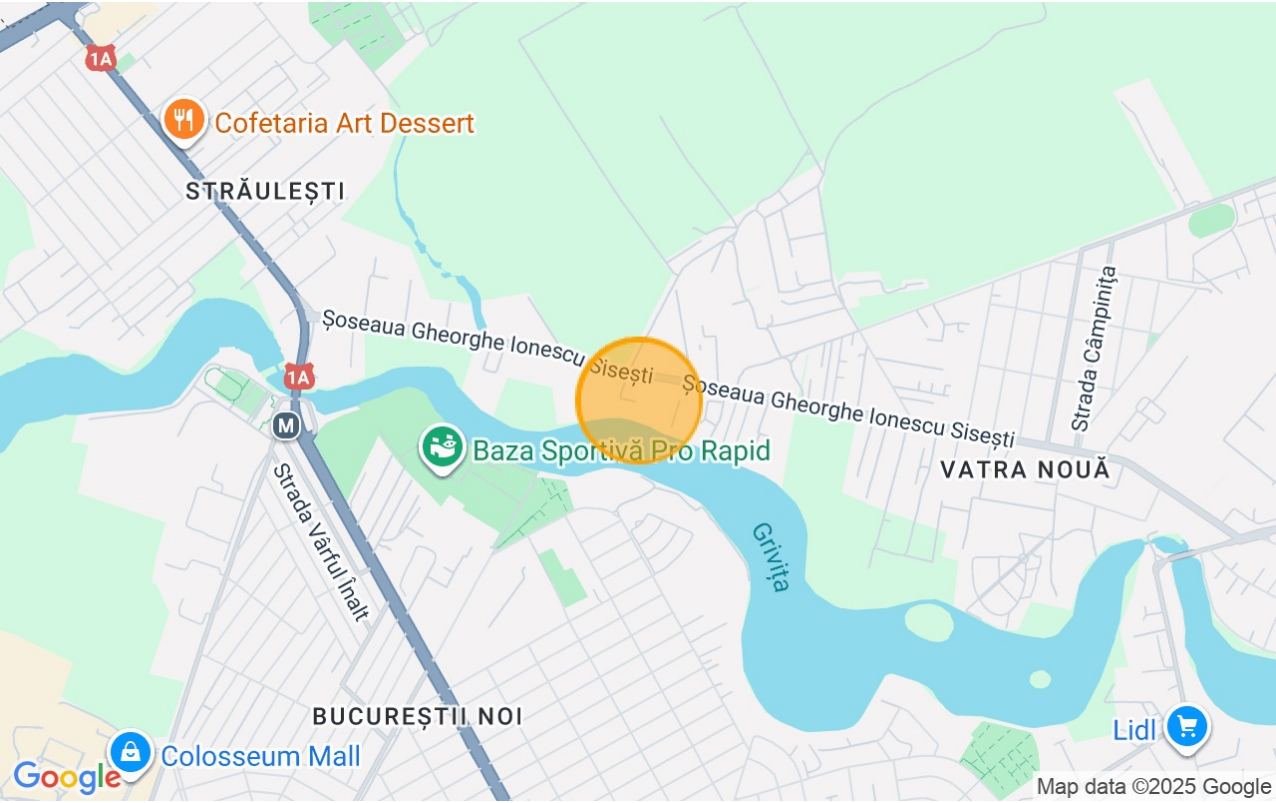 1A
Cofetaria Art Dessert
STRĂULEȘTI
Strada Câmpinița
Șoseaua Gheorghe Ionescu Sisești
Șoseaua Gheorghe Ionescu Sisești
1A
M
Baza Sportivă Pro Rapid
VATRA NOUĂ
Strada Vârful Înalt
Grivița
BUCUREȘTII NOI
Lidl
Colosseum Mall
Google
Map data ©2025 Google